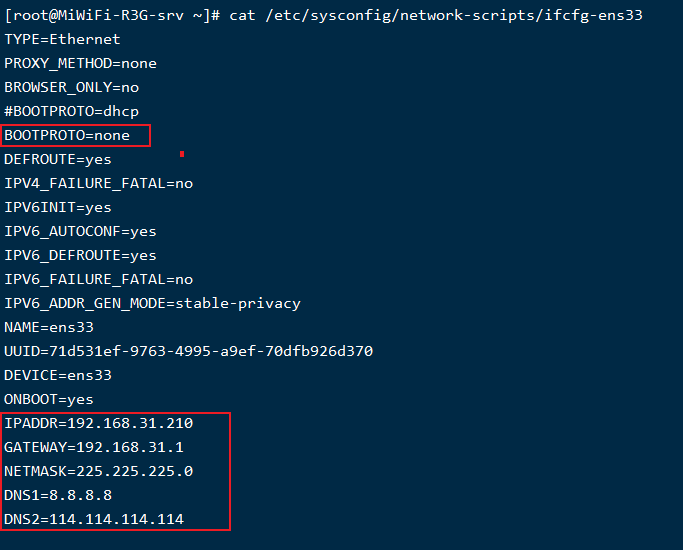 [root@MiWiFi-R3G-srv ~]# cat /etc/sysconfig/network-scripts/ifcfg-ens33
TYPE=Ethernet
PROXY_METHOD=none
BROWSER_ONLY=no
#BOOTPROTO=dhcp
BOOTPROTO=none
DEFROUTE=yes
IPV4_FAILURE_FATAL=no
IPV6INIT=yes
IPV6_AUTOCONF=yes
IPV6_DEFROUTE=yes
IPV6_FAILURE_FATAL=no
IPV6_ADDR_GEN_MODE=stable-privacy
NAME=ens33
UUID=71d531ef-9763-4995-a9ef-70dfb926d370
DEVICE=ens33
ONBOOT=yes
IPADDR=192.168.31.210
GATEWAY=192.168.31.1
NETMASK=225.225.225.0
DNS1=8.8.8.8
DNS2=114.114.114.114